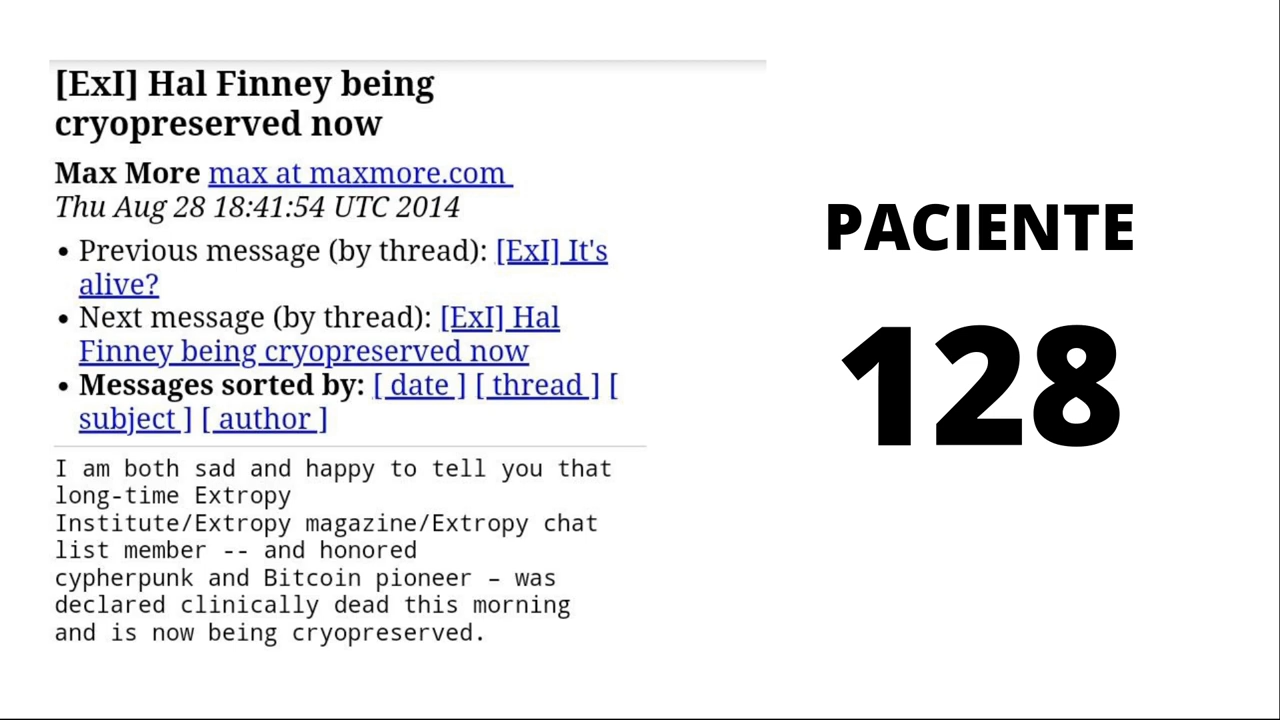 [ExI] Hal Finney being
cryopreserved now
Max More max at maxmore.com
Thu Aug 28 18:41:54 UTC 2014
• Previous message (by thread): [ExI] It's
alive?
• Next message (by thread): [ExI] Hal
Finney being cryopreserved now
• Messages sorted by: [ date ] [ thread ] [
subject ] [ author ]
I am both sad and happy to tell you that
long-time Extropy
Institute/Extropy magazine/Extropy chat
list member -- and honored
cypherpunk and Bitcoin pioneer – was
declared clinically dead this morning
and is now being cryopreserved.
PACIENTE
128